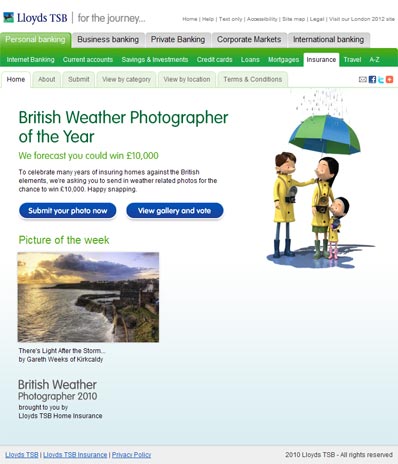 Lloyds TSB | for the journey...
Home | Help | Text only | Accessibility | Site map | Legal | Visit our London 2012 site
Personal banking Business banking Private Banking Corporate Markets International banking
Internet Banking Current accounts Savings & Investments Credit cards Loans Mortgages Insurance Travel A-Z
Home About Submit View by category View by location Terms & Conditions
British Weather Photographer
of the Year
We forecast you could win £10,000
To celebrate many years of insuring homes against the British
elements, we're asking you to send in weather related photos for the
chance to win £10,000. Happy snapping.
Submit your photo now View gallery and vote
Picture of the week
There's Light After the Storm...
by Gareth Weeks of Kirkcaldy
British Weather
Photographer 2010
brought to you by
Lloyds TSB Home Insurance
Lloyds TSB | Lloyds TSB Insurance | Privacy Policy 2010 Lloyds TSB - All rights reserved